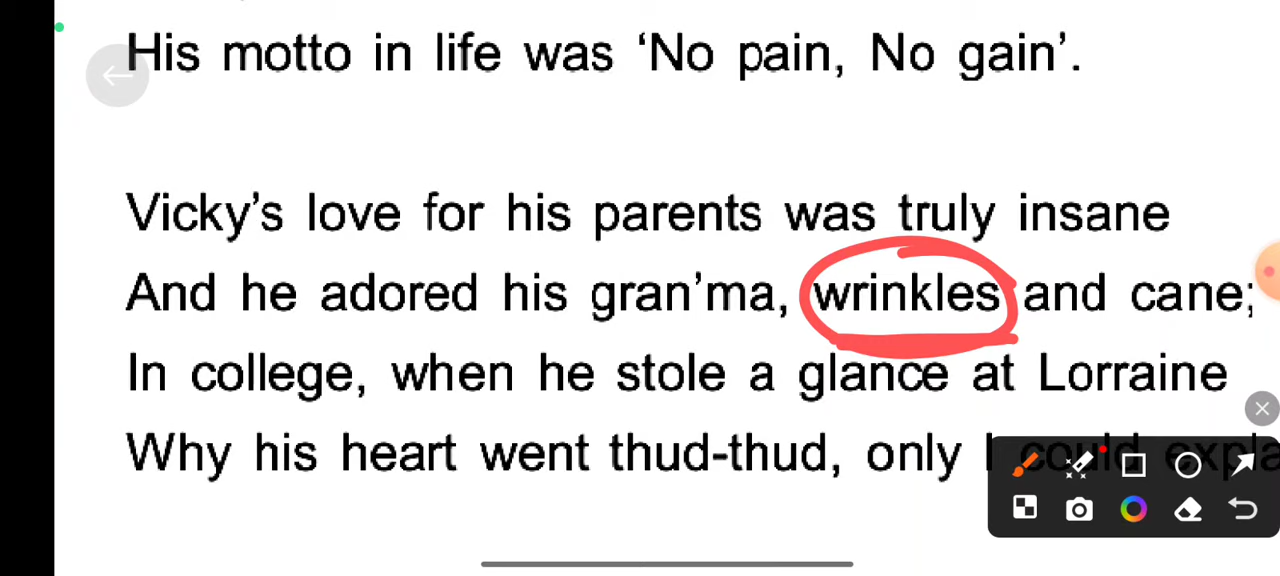 His motto in life was ‘No pain, No gain’.
Vicky’s love for his parents was truly insane
And he adored his gran’ma, wrinkles and cane;
In college, when he stole a glance at Lorraine
Why his heart went thud-thud, only I could